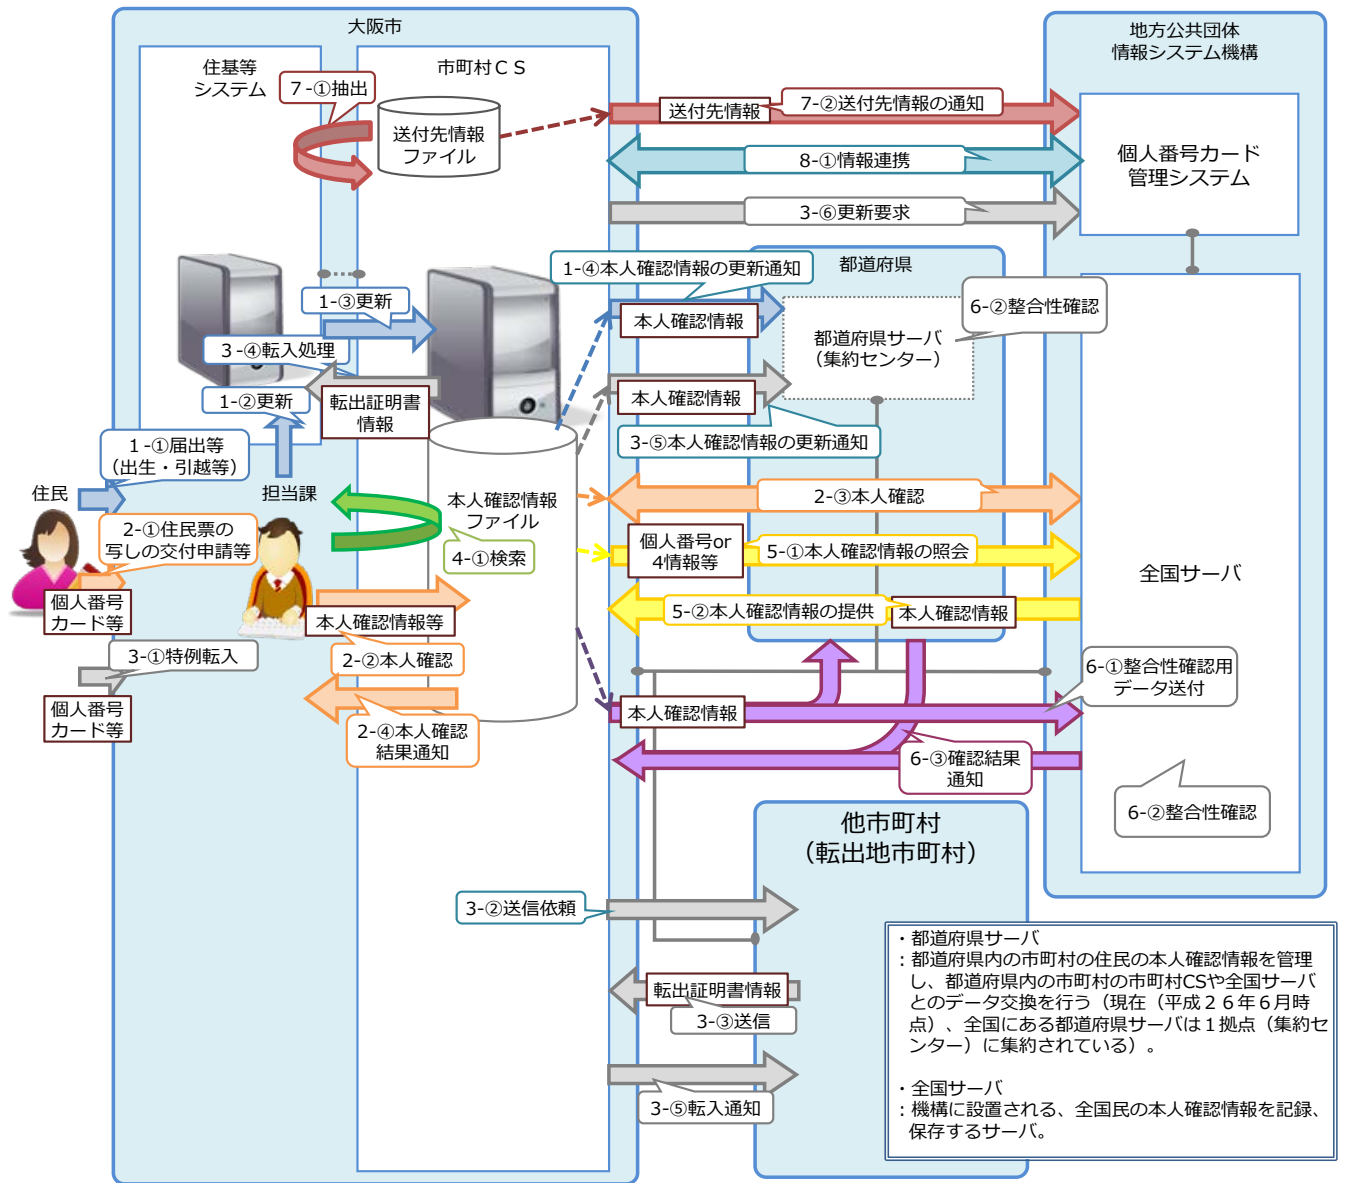 大阪市
地方公共団体
情報システム機構
住基等
システム
市町村ＣＳ
7-①抽出
送付先情報
ファイル
送付先情報
7-②送付先情報の通知
8-①情報連携
3-⑥更新要求
個人番号カード
管理システム
1-④本人確認情報の更新通知
都道府県
1-③更新
本人確認情報
都道府県サーバ
（集約センター）
6-②整合性確認
3-④転入処理
1-②更新
転出証明書
情報
本人確認情報
3-⑤本人確認情報の更新通知
1-①届出等
（出生・引越等）
住民
担当課
2-①住民票の
写しの交付申請等
本人確認情報
ファイル
4-①検索
2-③本人確認
個人番号or
4情報等
5-①本人確認情報の照会
全国サーバ
5-②本人確認情報の提供
本人確認情報
個人番号
カード等
本人確認情報等
2-②本人確認
3-①特例転入
個人番号
カード等
2-④本人確認
結果通知
本人確認情報
6-①整合性確認用
データ送付
6-③確認結果
通知
6-②整合性確認
他市町村
（転出地市町村）
3-②送信依頼
転出証明書情報
3-③送信
3-⑤転入通知
・都道府県サーバ
：都道府県内の市町村の住民の本人確認情報を管理
し、都道府県内の市町村の市町村CSや全国サーバ
とのデータ交換を行う（現在（平成２６年６月時
点）、全国にある都道府県サーバは１拠点（集約セ
ンター）に集約されている）。
・全国サーバ
：機構に設置される、全国民の本人確認情報を記録、
保存するサーバ。